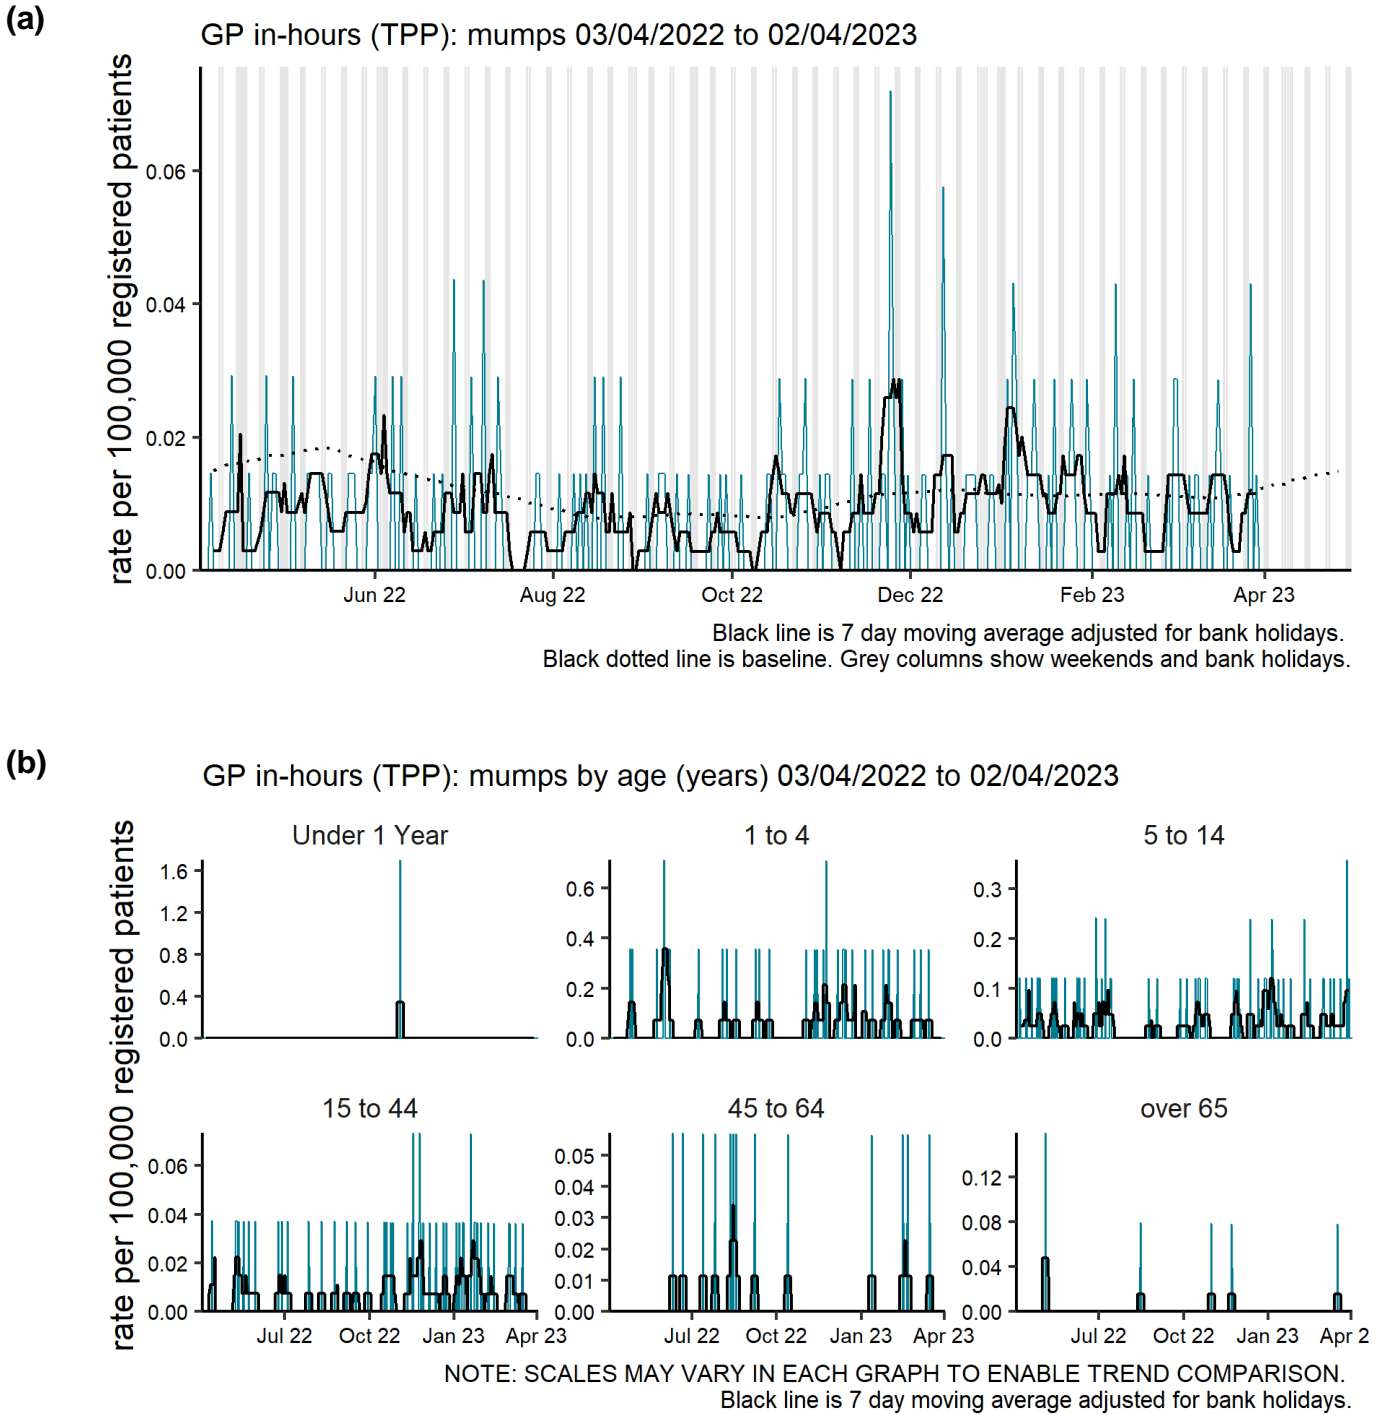 (a)
GP in-hours (TPP): mumps 03/04/2022 to 02/04/2023
rate per 100,000 registered patients
0.06
0.04
0.02
0.00
Jun 22 Aug 22 Oct 22 Dec 22 Feb 23 Apr 23
Black line is 7 day moving average adjusted for bank holidays.
Black dotted line is baseline. Grey columns show weekends and bank holidays.
(b)
GP in-hours (TPP): mumps by age (years) 03/04/2022 to 02/04/2023
rate per 100,000 registered patients
Under 1 Year
1.6
1.2
0.8
0.4
0.0
1 to 4
0.6
0.4
0.2
0.0
5 to 14
0.3
0.2
0.1
0.0
15 to 44
0.06
0.04
0.02
0.00
Jul 22 Oct 22 Jan 23 Apr 23
45 to 64
0.05
0.04
0.03
0.02
0.01
0.00
Jul 22 Oct 22 Jan 23 Apr 23
over 65
0.12
0.08
0.04
0.00
Jul 22 Oct 22 Jan 23 Apr 2
NOTE: SCALES MAY VARY IN EACH GRAPH TO ENABLE TREND COMPARISON.
Black line is 7 day moving average adjusted for bank holidays.